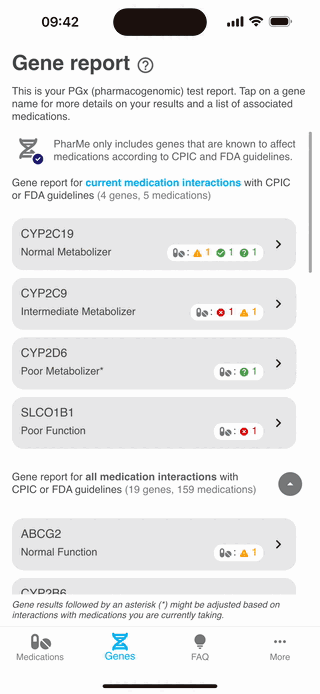 09:42
Gene report
This is your PGx (pharmacogenomic) test report. Tap on a gene
name for more details on your results and a list of associated
medications.
PharMe only includes genes that are known to affect
medications according to CPIC and FDA guidelines.
Gene report for current medication interactions with CPIC
or FDA guidelines (4 genes, 5 medications)
CYP2C19
Normal Metabolizer
: 1 1 ? 1
CYP2C9
Intermediate Metabolizer
: 1 1
CYP2D6
Poor Metabolizer*
: ? 1
SLCO1B1
Poor Function
: 1
Gene report for all medication interactions with
CPIC or FDA guidelines (19 genes, 159 medications)
ABCG2
Normal Function
: 1
CYP2B6
Gene results followed by an asterisk (*) might be adjusted based on
interactions with medications you are currently taking.
Medications
Genes
FAQ
More